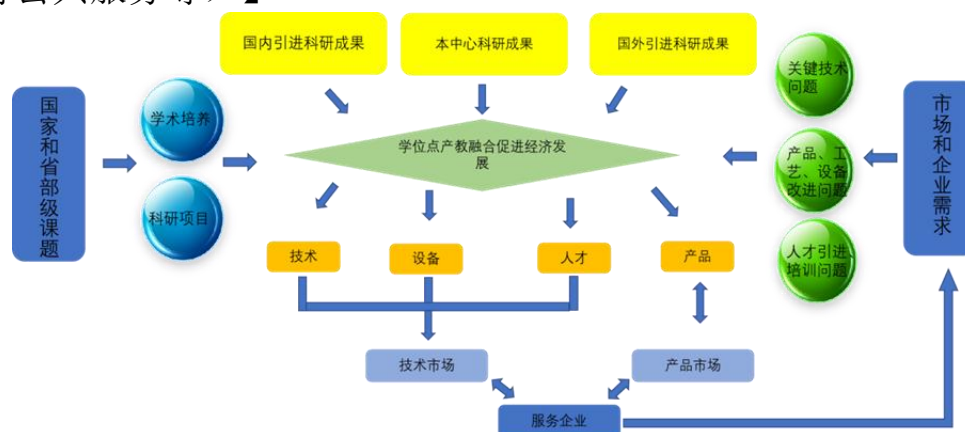 国内引进科研成果
本中心科研成果
国外引进科研成果
国家和省部级课题
学术培养
科研项目
学位点产教融合促进经济发
展
关键技术
问题
产品、工
艺、设备
改进问题
人才引进、
培训问题
市场和企业需求
技术
设备
人才
产品
技术市场
产品市场
服务企业